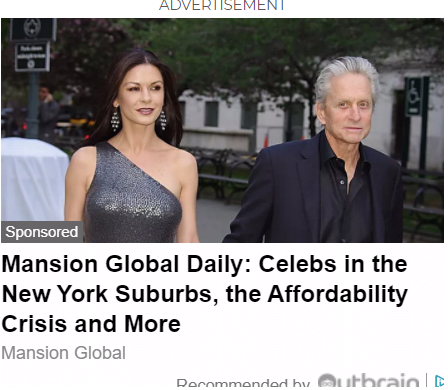 ADVERTISEMENT
Sponsored
Mansion Global Daily: Celebs in the
New York Suburbs, the Affordability
Crisis and More
Mansion Global
Recommended by Outbrain